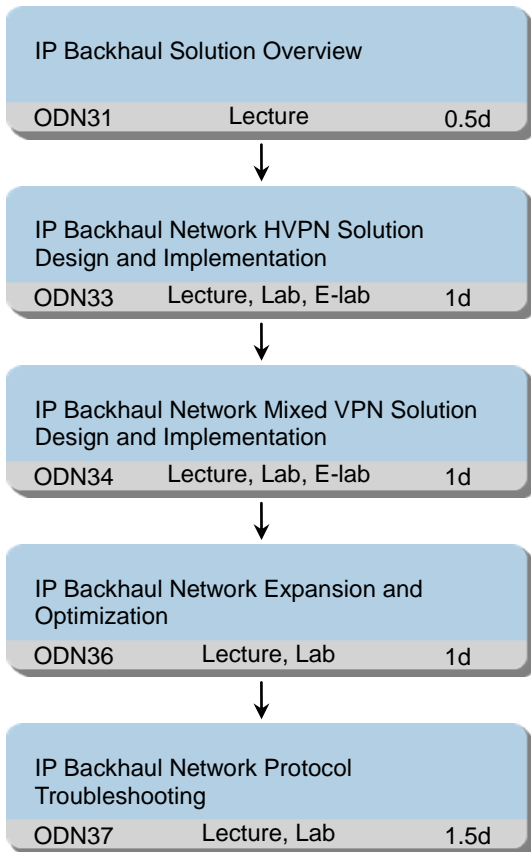 IP Backhaul Solution Overview
ODN31 Lecture 0.5d
IP Backhaul Network HVPN Solution
Design and Implementation
ODN33 Lecture, Lab, E-lab 1d
IP Backhaul Network Mixed VPN Solution
Design and Implementation
ODN34 Lecture, Lab, E-lab 1d
IP Backhaul Network Expansion and
Optimization
ODN36 Lecture, Lab 1d
IP Backhaul Network Protocol
Troubleshooting
ODN37 Lecture, Lab 1.5d